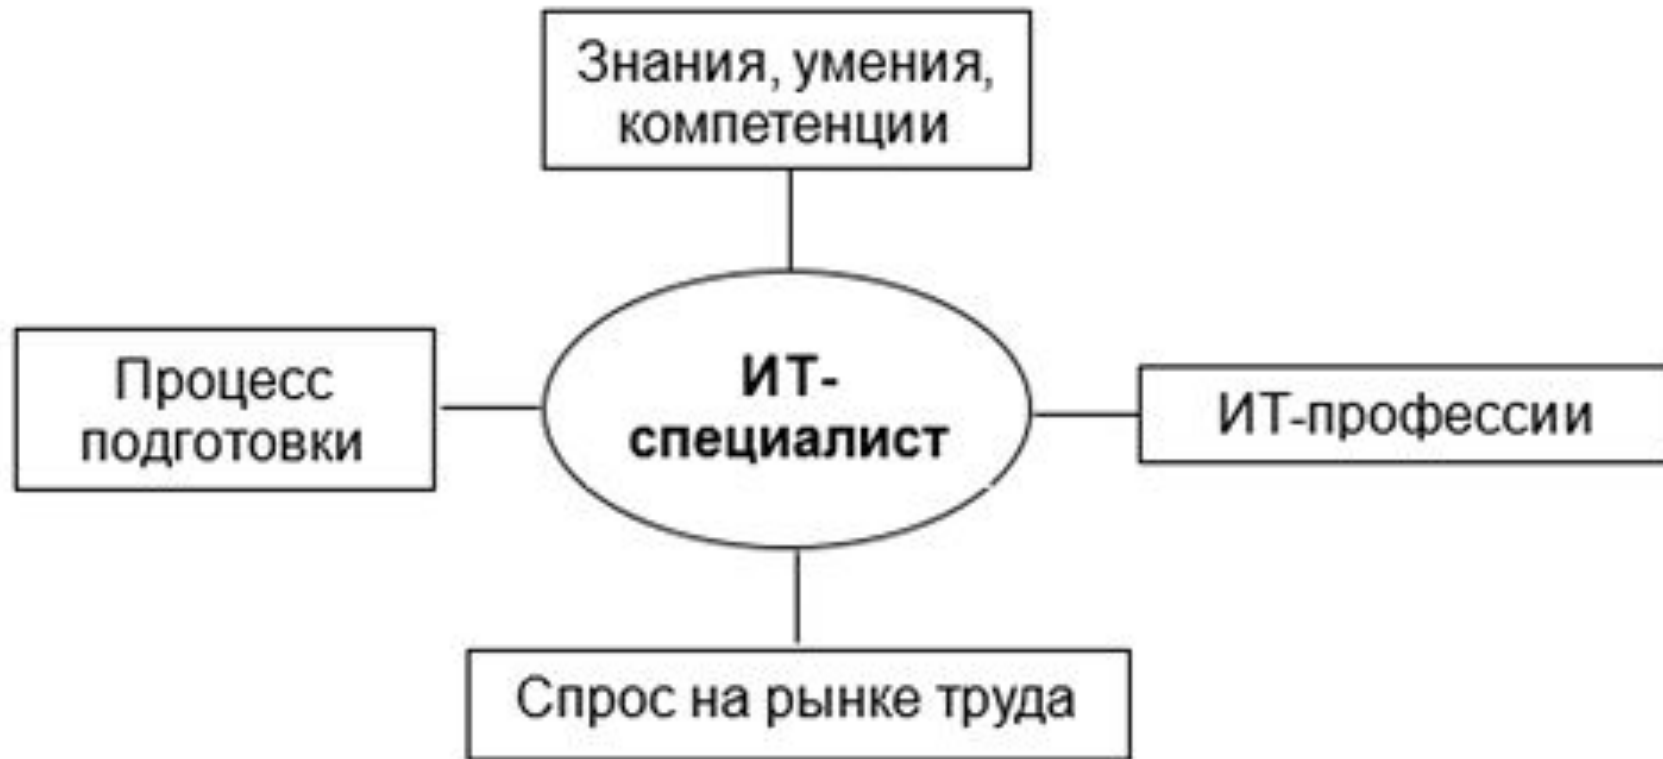 Знания, умения,
компетенции
Процесс
подготовки
ИТ-
специалист
ИТ-профессии
Спрос на рынке труда